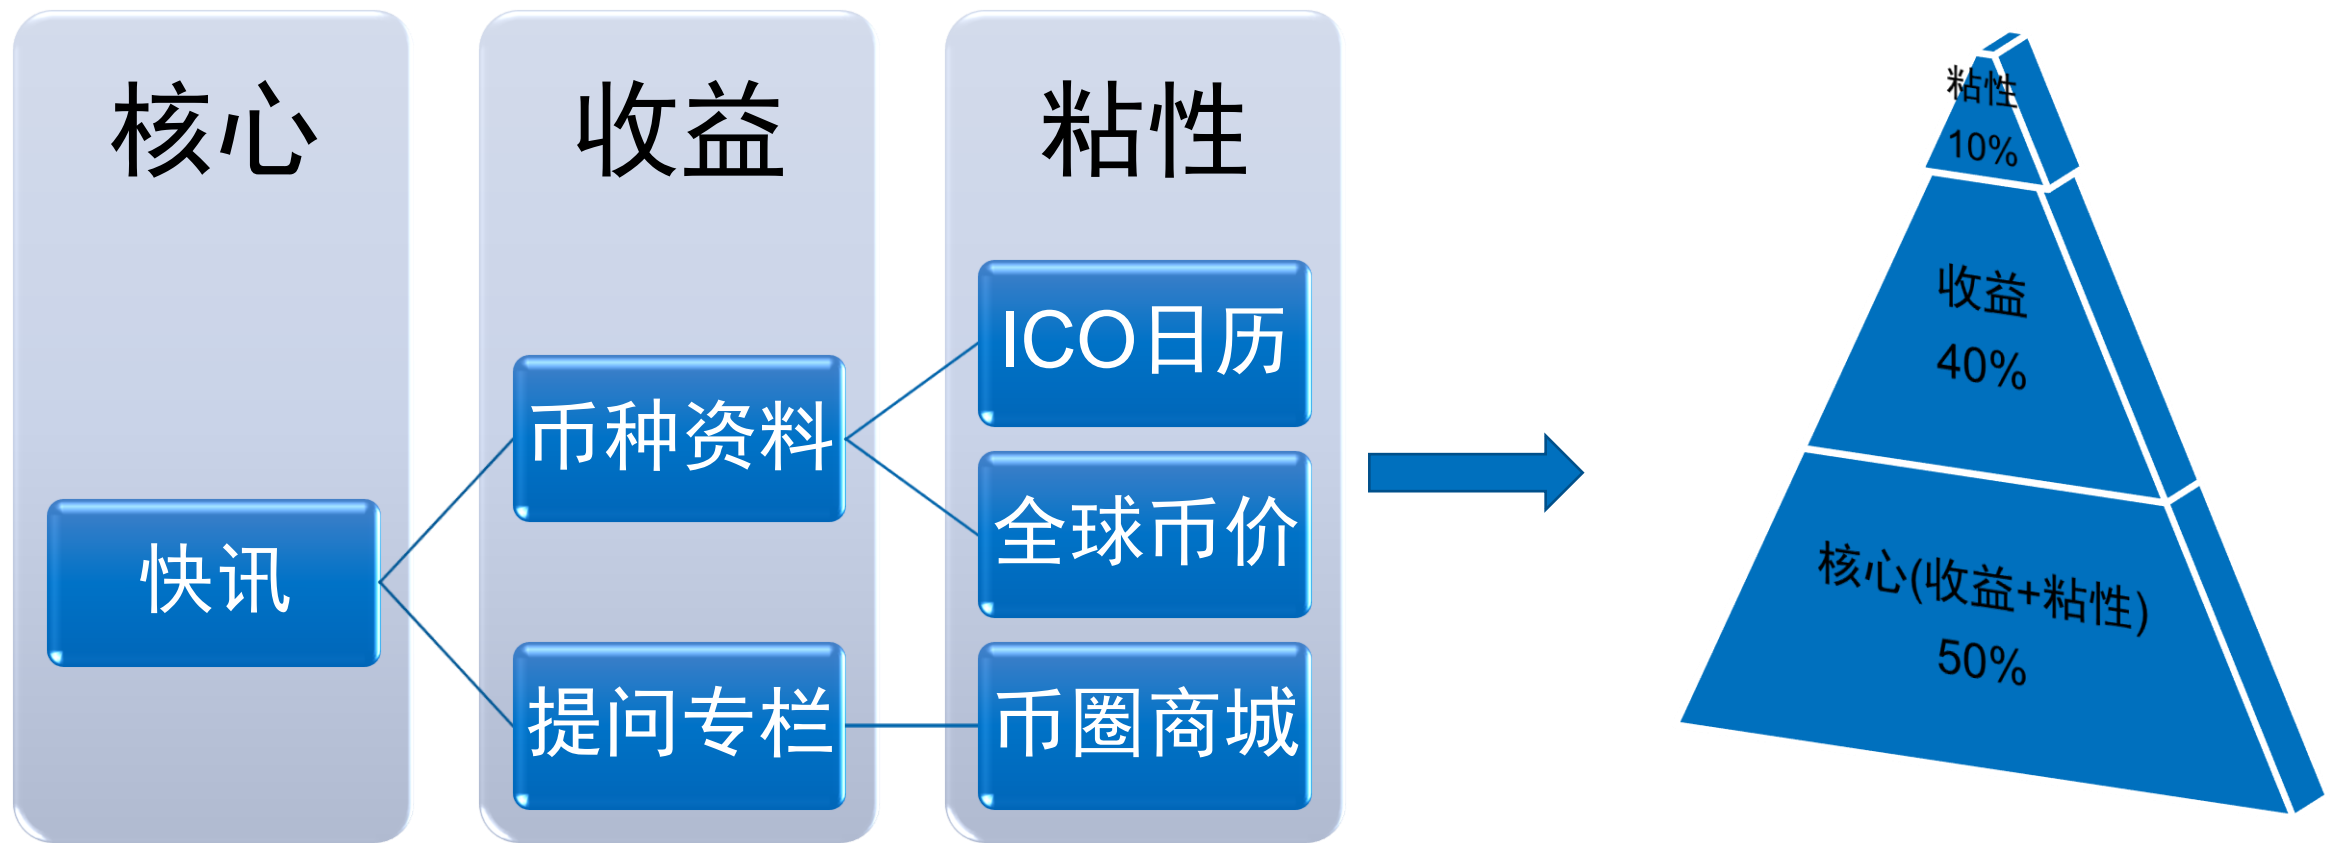 核心
快讯
收益
币种资料
提问专栏
粘性
ICO日历
全球币价
币圈商城
粘性
10%
收益
40%
核心(收益+粘性)
50%